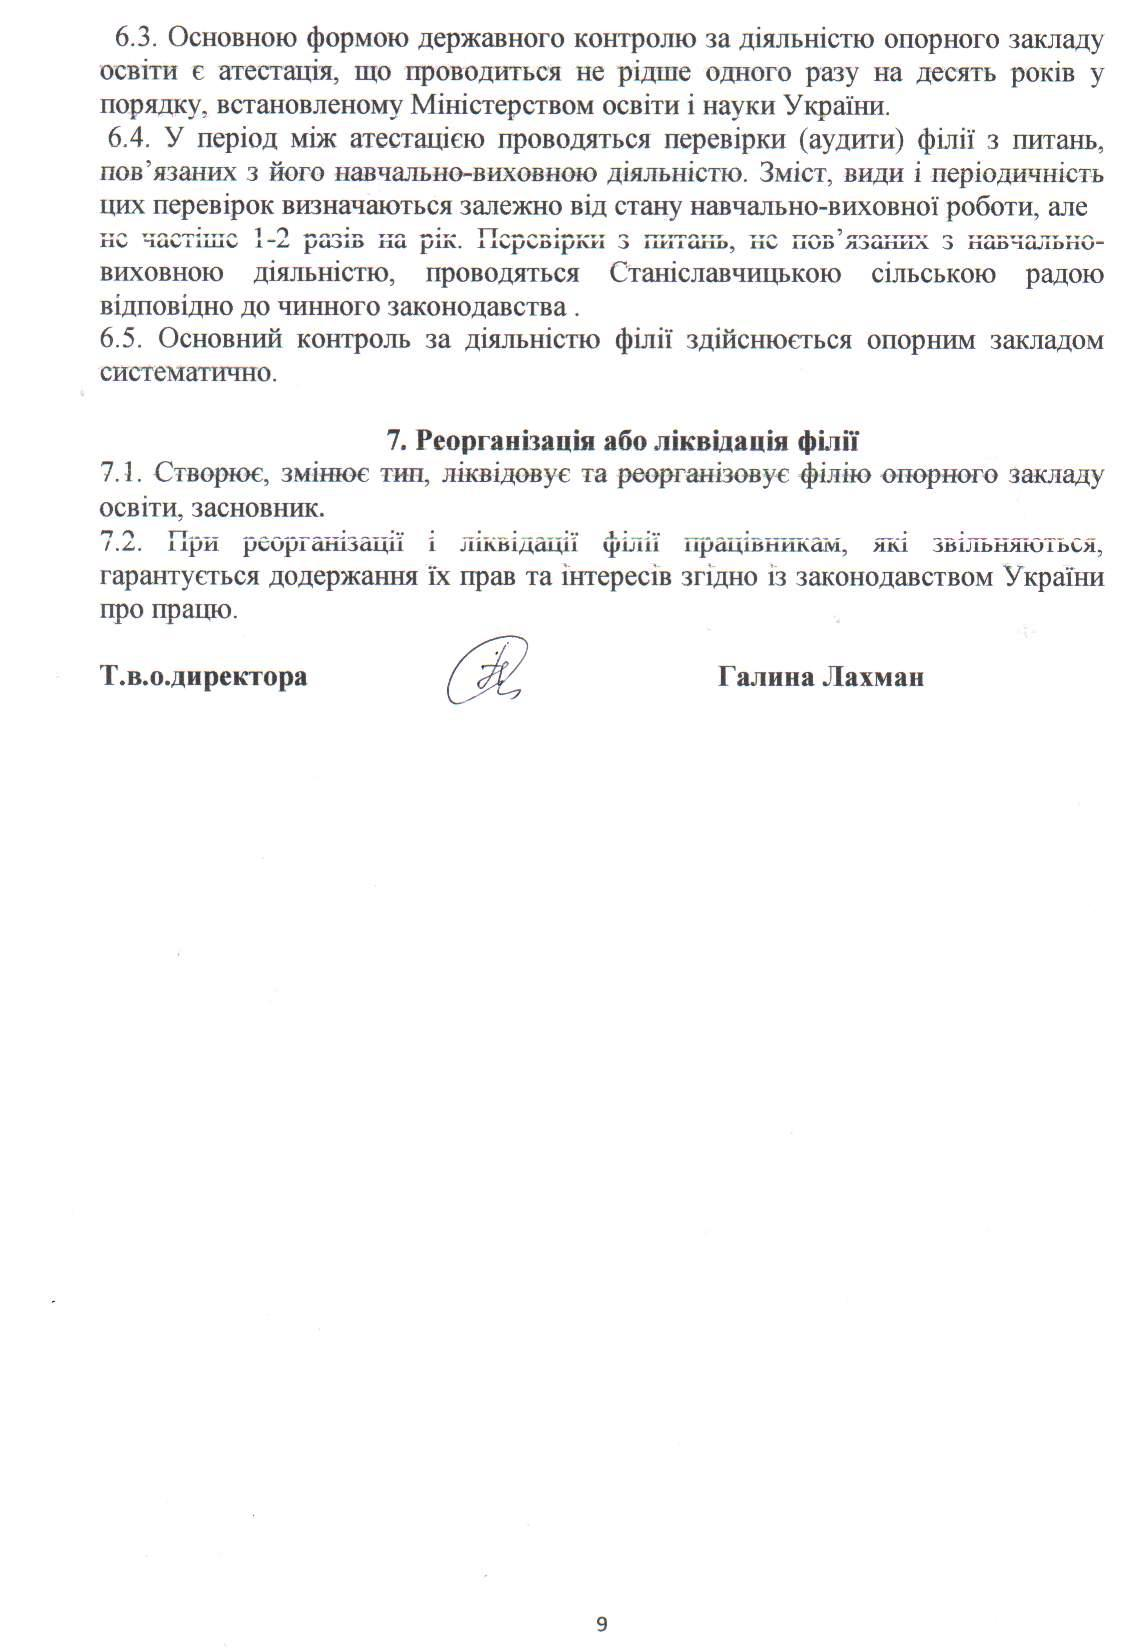 6.3. Основною формою державного контролю за діяльністю опорного закладу
освіти є атестація, що проводиться не рідше одного разу на десять років у
порядку, встановленому Міністерством освіти і науки України.
6.4. У період між атестацією проводяться перевірки (аудити) філії з питань,
пов’язаних з його навчально-виховною діяльністю. Зміст, види і періодичність
цих перевірок визначаються залежно від стану навчально-виховної роботи, але
не частіше 1-2 разів на рік. Перевірки з питань, не пов’язаних з навчально-
виховною діяльністю, проводяться Станіславчицькою сільською радою
відповідно до чинного законодавства .
6.5. Основний контроль за діяльністю філії здійснюється опорним закладом
систематично.
7. Реорганізація або ліквідація філії
7.1. Створює, змінює тип, ліквідовує та реорганізовує філію опорного закладу
освіти, засновник.
7.2. При реорганізації і ліквідації філії працівникам, які звільняються,
гарантується додержання їх прав та інтересів згідно із законодавством України
про працю.
Т.в.о.директора Галина Лахман
9